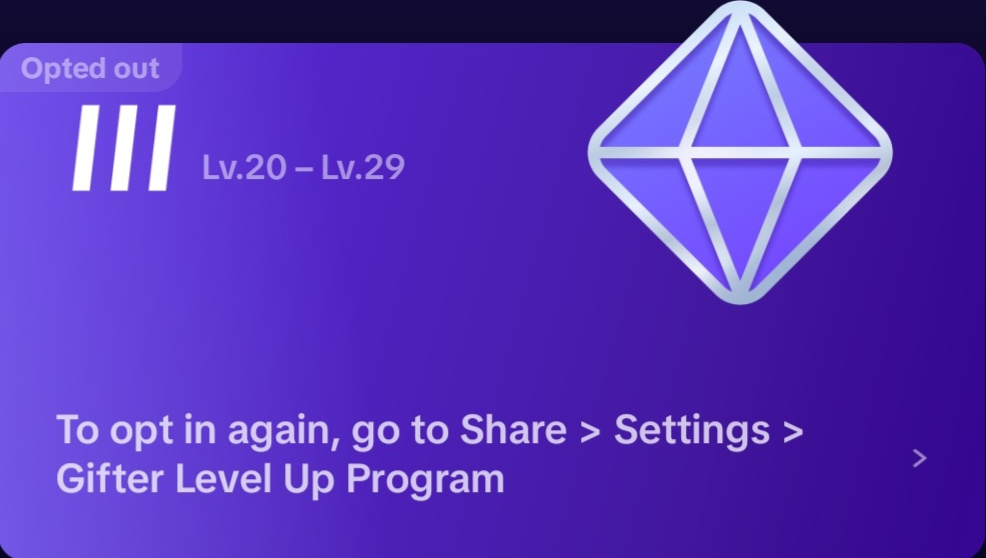 Opted out
III Lv.20 – Lv.29
To opt in again, go to Share > Settings >
Gifter Level Up Program